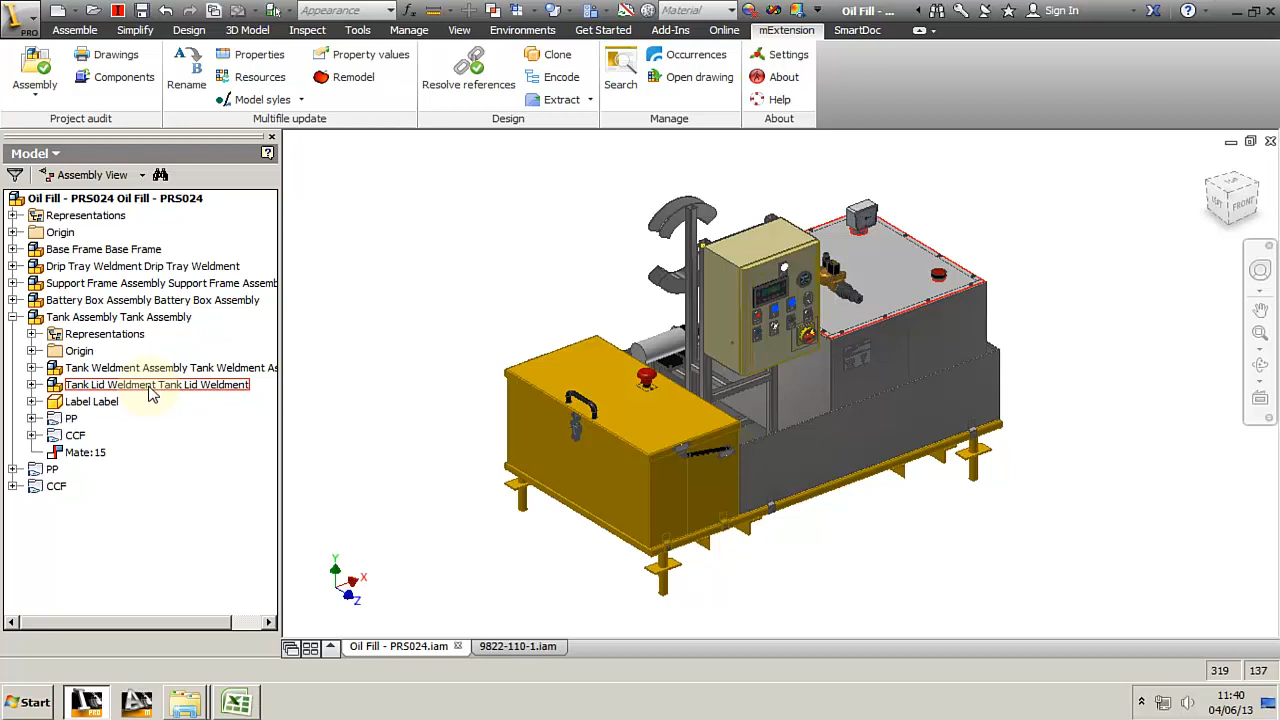 Appearance
Material
Oil Fill - ...
Sign In
PRO
Assembly Simplify Design 3D Model Inspect Tools Manage View Environments Get Started Add-Ins Online mExtension SmartDoc
Assembly
Drawings
Components
Project audit
Rename
Properties
Resources
Model syles
Property values
Remodel
Multifile update
Resolve references
Clone
Encode
Extract
Design
Search
Occurrences
Open drawing
Manage
Settings
About
Help
About
Model
Assembly View
Oil Fill - PRS024 Oil Fill - PRS024
Representations
Origin
Base Frame Base Frame
Drip Tray Weldment Drip Tray Weldment
Support Frame Assembly Support Frame Assemb
Battery Box Assembly Battery Box Assembly
Tank Assembly Tank Assembly
Representations
Origin
Tank Weldment Assembly Tank Weldment As
Tank Lid Weldment Tank Lid Weldment
Label Label
PP
CCF
Mate:15
PP
CCF
LEFT FRONT
Y
X
Z
Oil Fill - PRS024.iam
9822-110-1.iam
319 137
Start
PRO
11:40
04/06/13